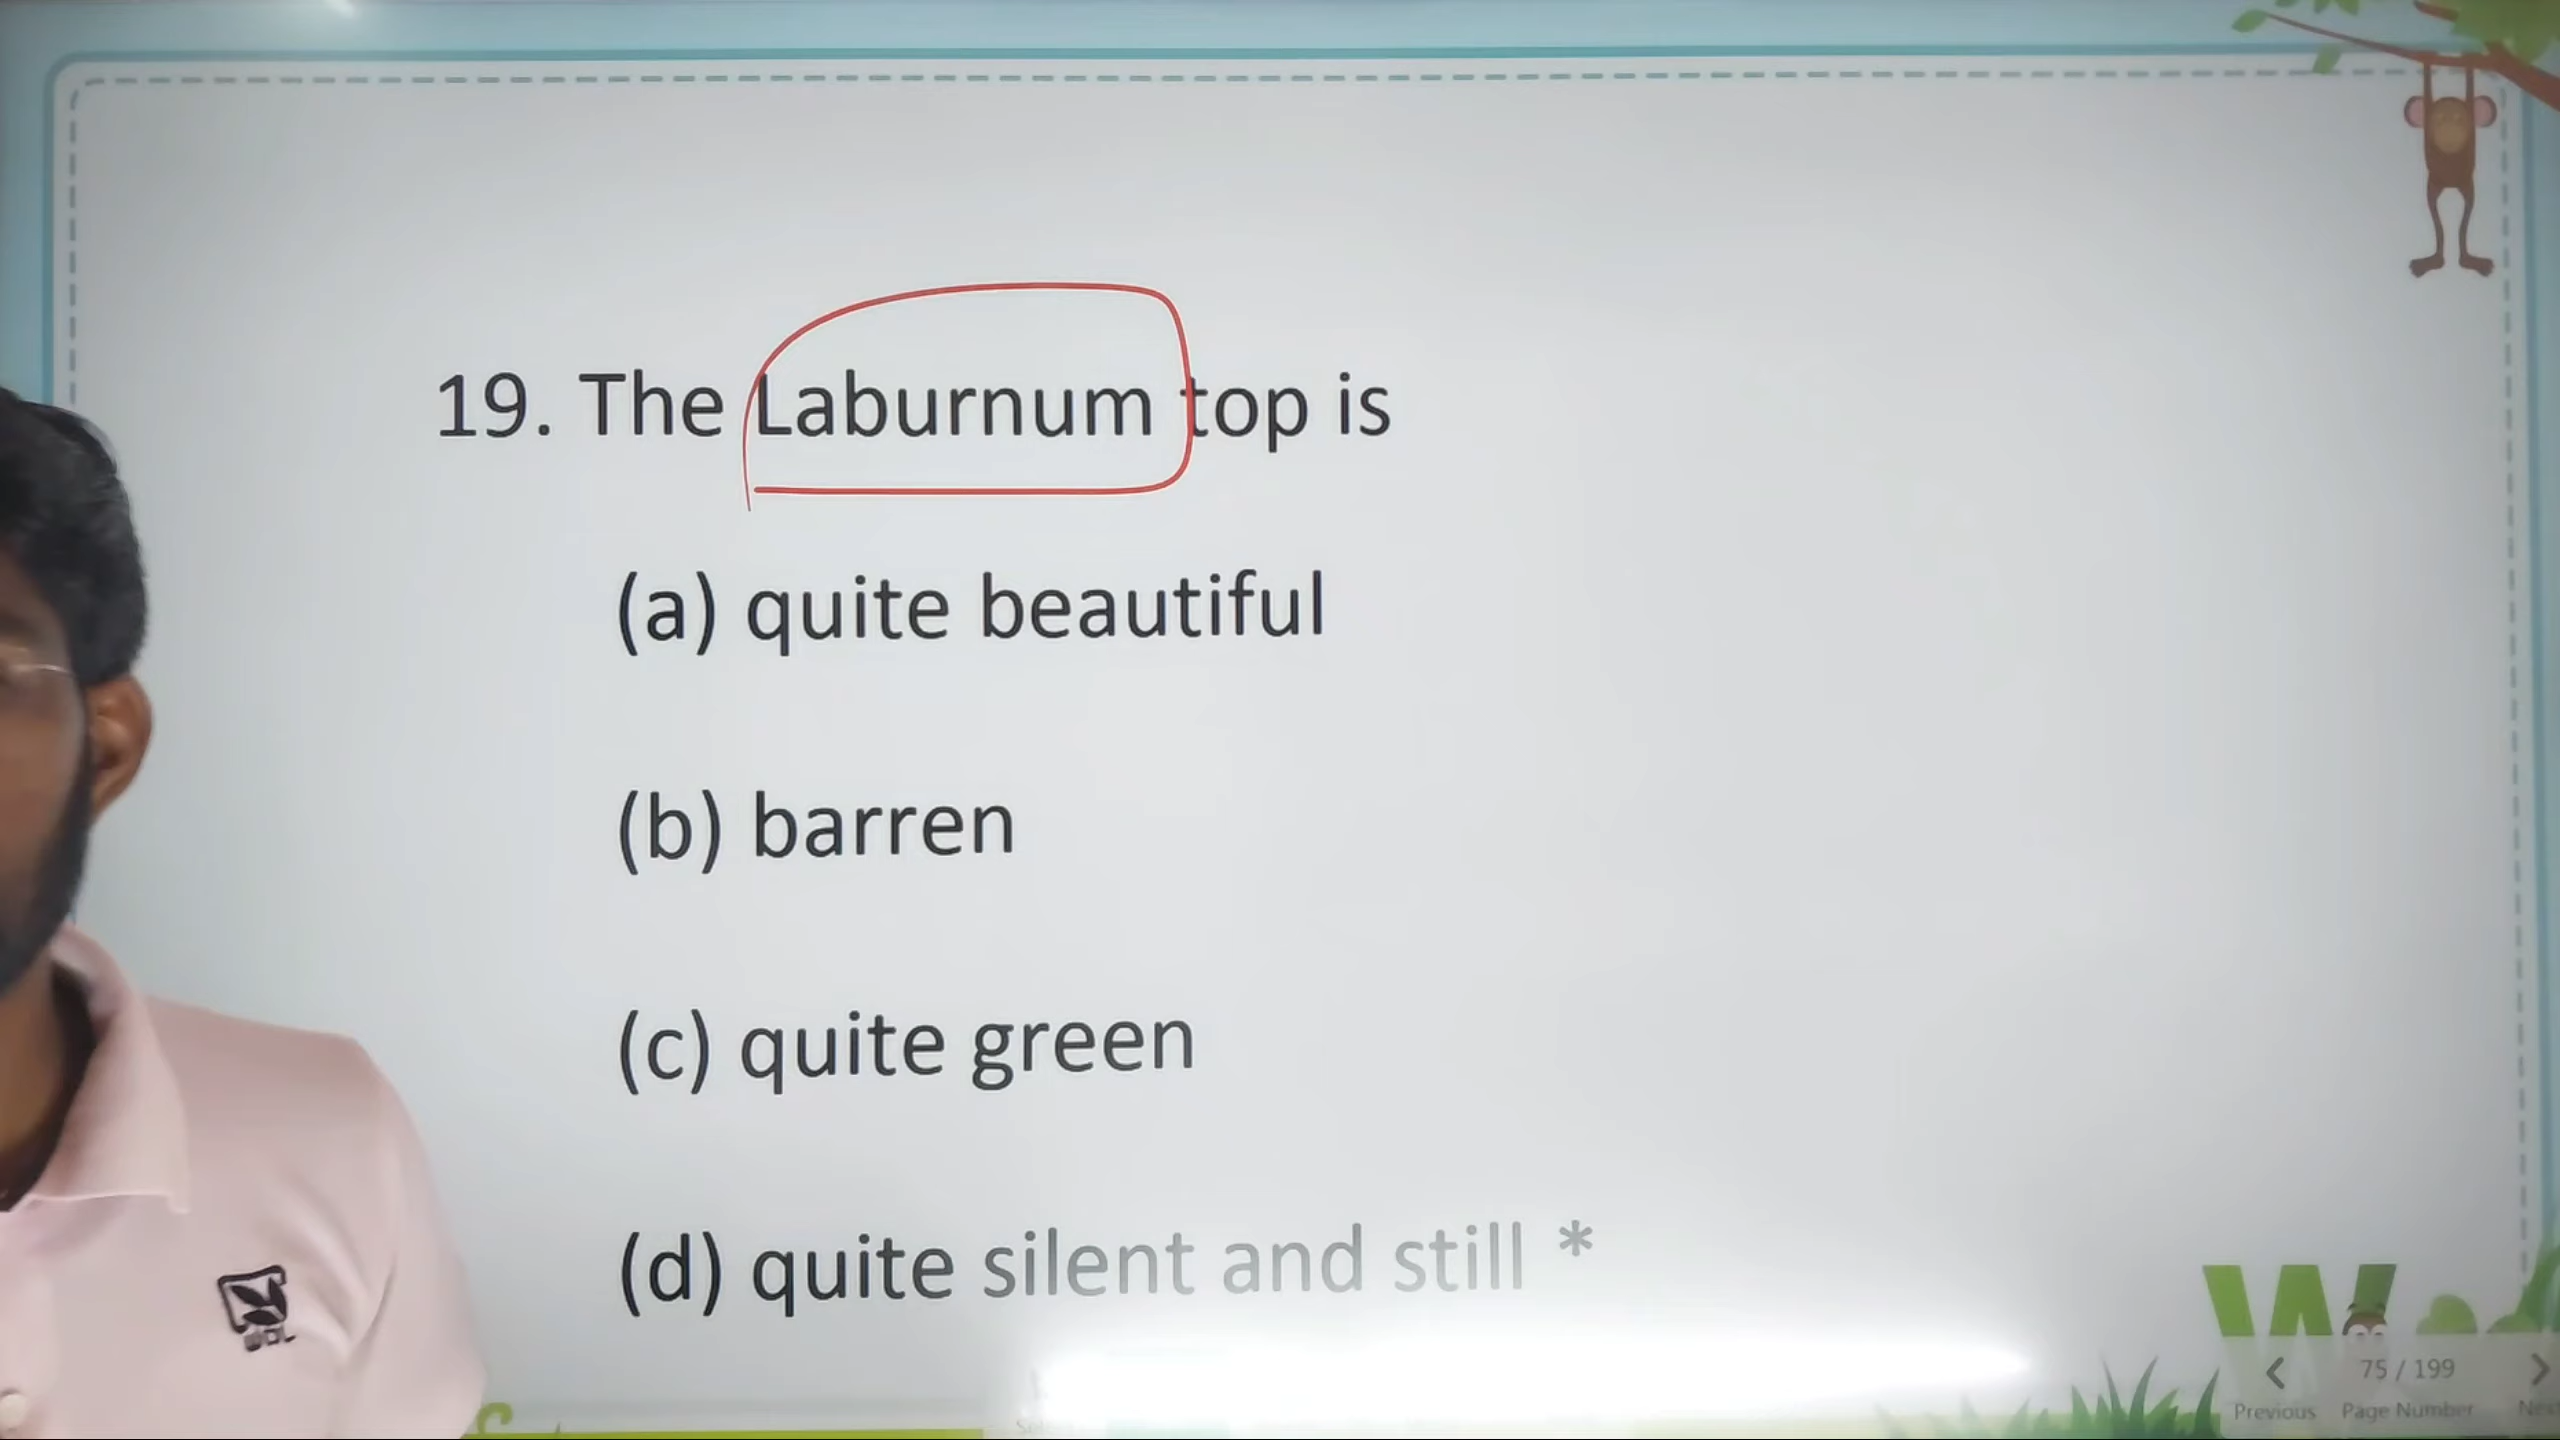 19. The Laburnum top is
(a) quite beautiful
(b) barren
(c) quite green
(d) quite silent and still *
W
75 / 199
Previous Page Number